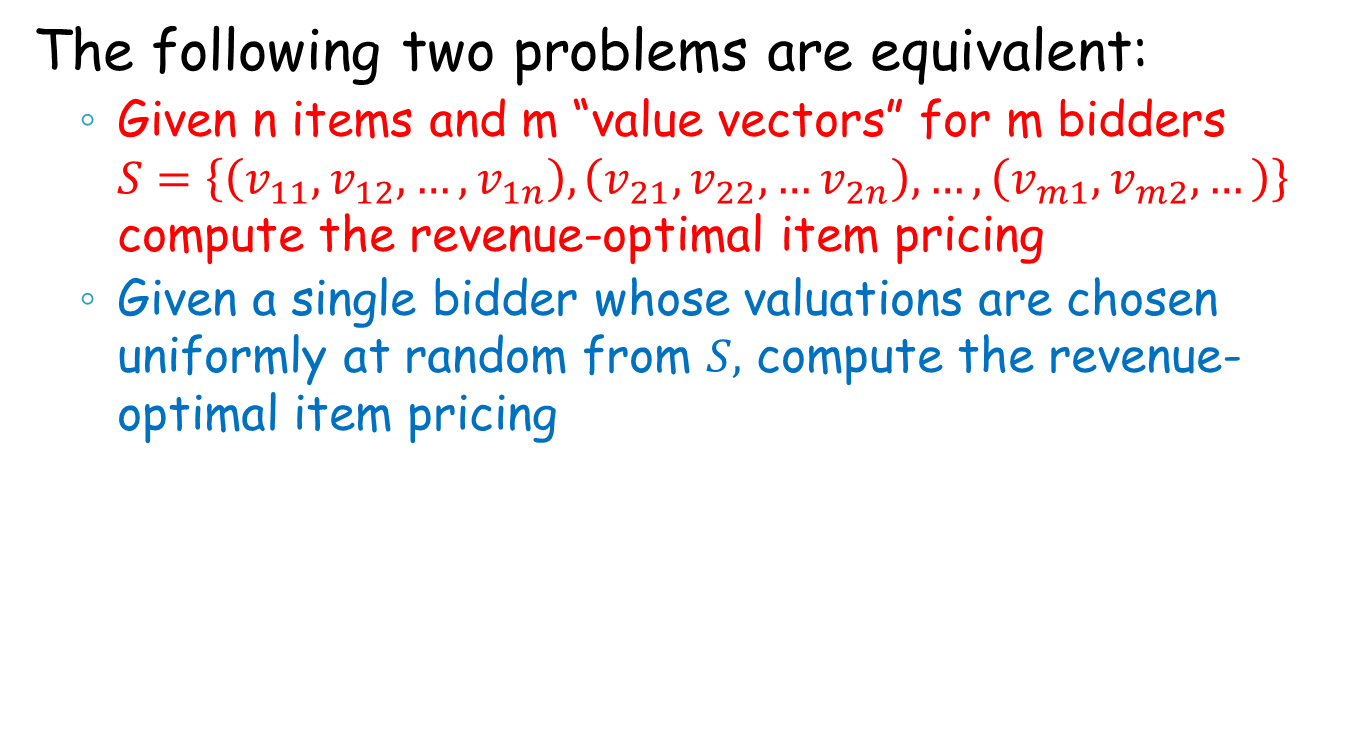 The following two problems are equivalent:
◦ Given n items and m “value vectors” for m bidders
𝑆 = {(𝑣₁₁, 𝑣₁₂, … , 𝑣₁ₙ), (𝑣₂₁, 𝑣₂₂, … 𝑣₂ₙ), … , (𝑣ₘ₁, 𝑣ₘ₂, … )}
compute the revenue-optimal item pricing
◦ Given a single bidder whose valuations are chosen
uniformly at random from 𝑆, compute the revenue-
optimal item pricing